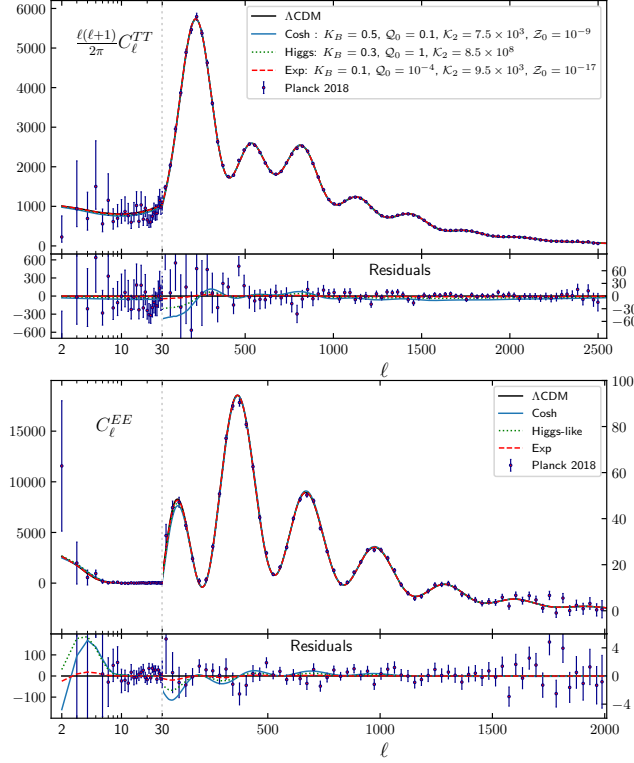 6000
5000
4000
3000
2000
1000
0
ℓ(ℓ+1)/2π C_ℓ^TT
ΛCDM
Cosh : K_B = 0.5, Q_0 = 0.1, K_2 = 7.5 × 10^3, Z_0 = 10^−9
Higgs: K_B = 0.3, Q_0 = 1, K_2 = 8.5 × 10^8
Exp: K_B = 0.1, Q_0 = 10^−4, K_2 = 9.5 × 10^3, Z_0 = 10^−17
Planck 2018
Residuals
600
300
0
−300
−600
60
30
0
−30
−60
2 10 30 500 1000 1500 2000 2500
ℓ
C_ℓ^EE
15000
10000
5000
0
ΛCDM
Cosh
Higgs-like
Exp
Planck 2018
100
80
60
40
20
0
Residuals
100
0
−100
4
2
0
−2
−4
2 10 30 500 1000 1500 2000
ℓ